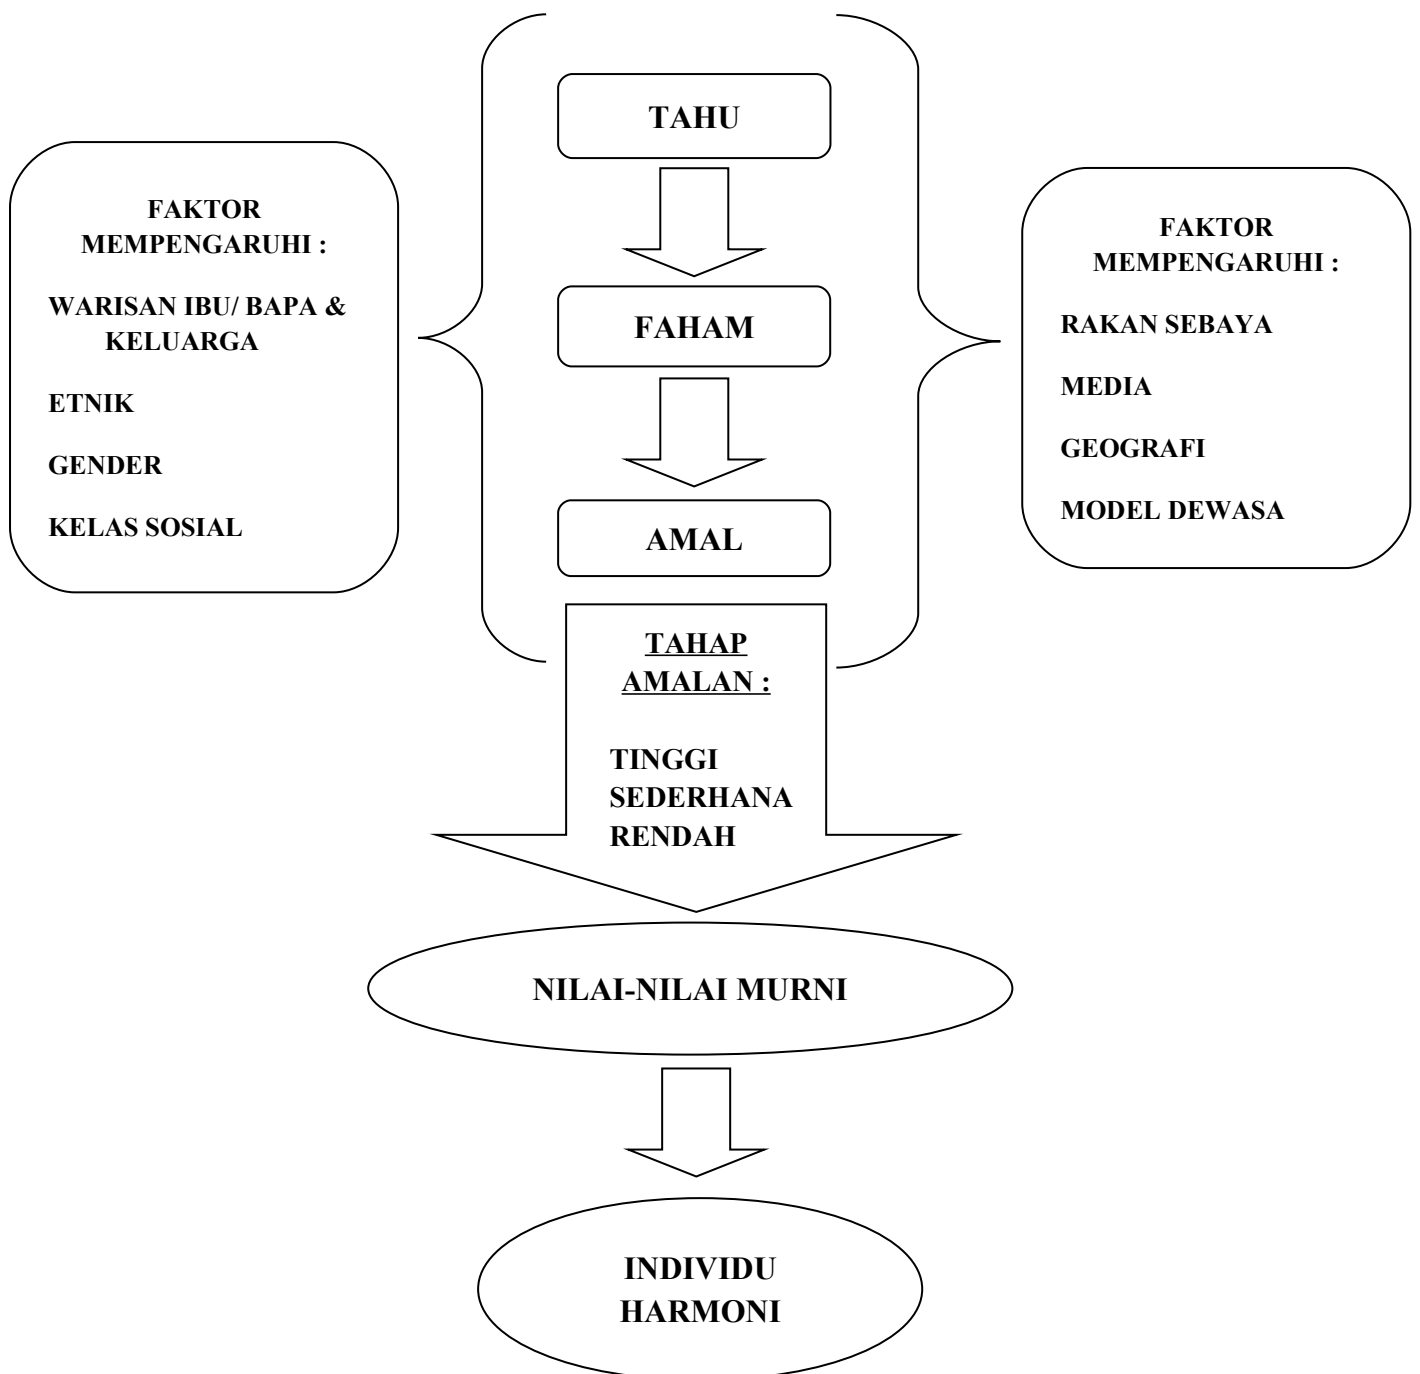 TAHU
FAKTOR
MEMPENGARUHI :
WARISAN IBU/ BAPA &
KELUARGA
ETNIK
GENDER
KELAS SOSIAL
FAHAM
AMAL
FAKTOR
MEMPENGARUHI :
RAKAN SEBAYA
MEDIA
GEOGRAFI
MODEL DEWASA
TAHAP
AMALAN :
TINGGI
SEDERHANA
RENDAH
NILAI-NILAI MURNI
INDIVIDU
HARMONI